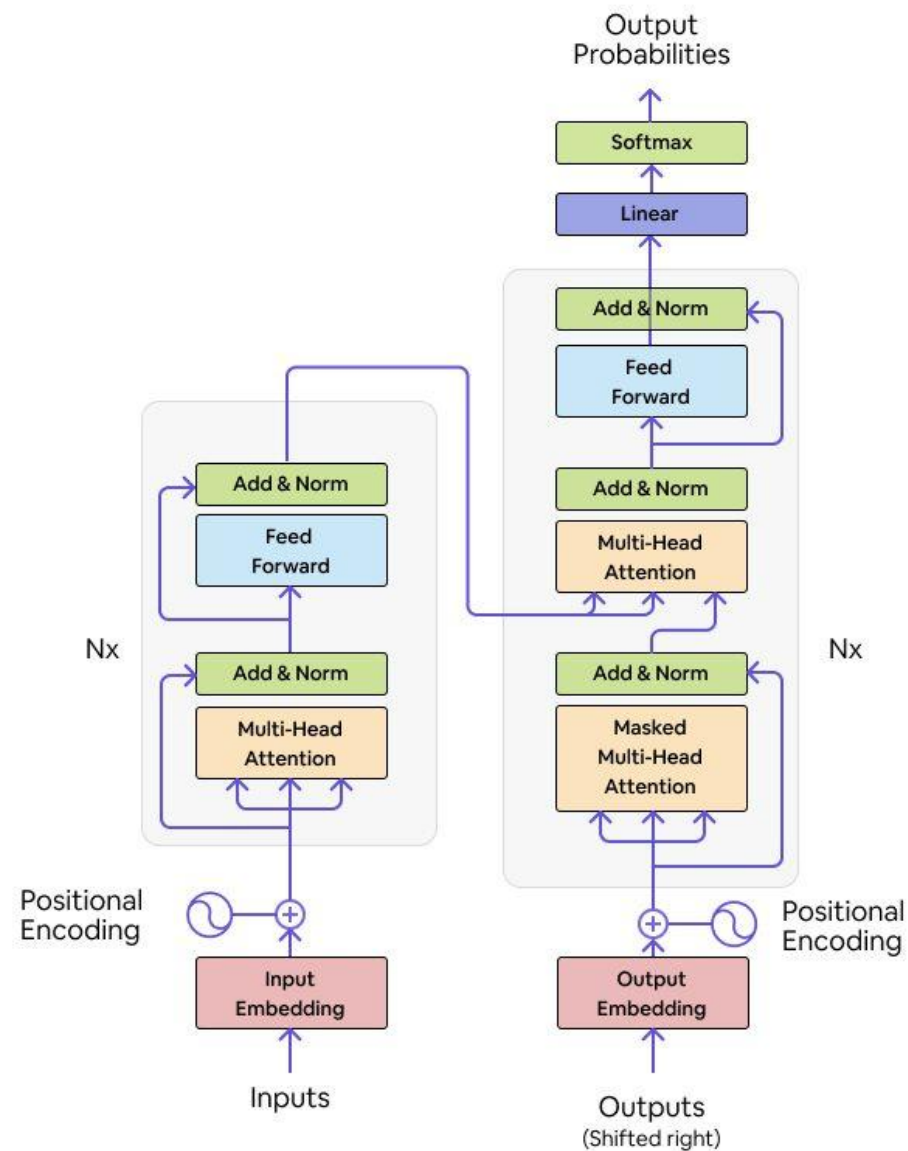 Output
Probabilities
Softmax
Linear
Add & Norm
Feed
Forward
Add & Norm
Multi-Head
Attention
Add & Norm
Masked
Multi-Head
Attention
Nx
Add & Norm
Feed
Forward
Add & Norm
Multi-Head
Attention
Nx
Positional
Encoding
Positional
Encoding
Input
Embedding
Output
Embedding
Inputs
Outputs
(Shifted right)